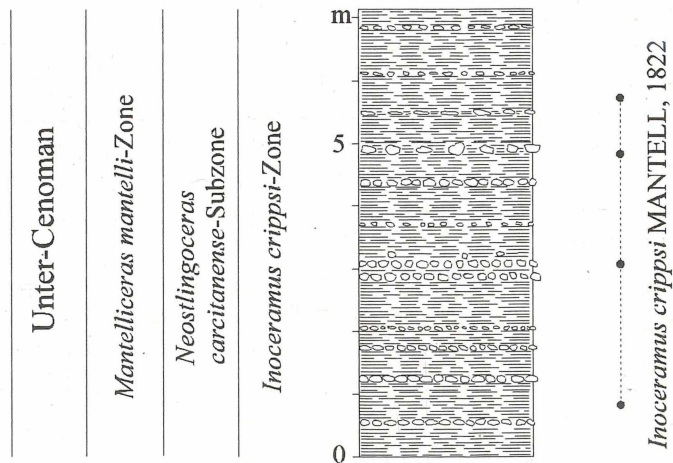 Unter-Cenoman
Mantelliceras mantelli-Zone
Neostlingoceras
carcitanense-Subzone
Inoceramus crippsi-Zone
m
5
0
Inoceramus crippsi MANTELL, 1822